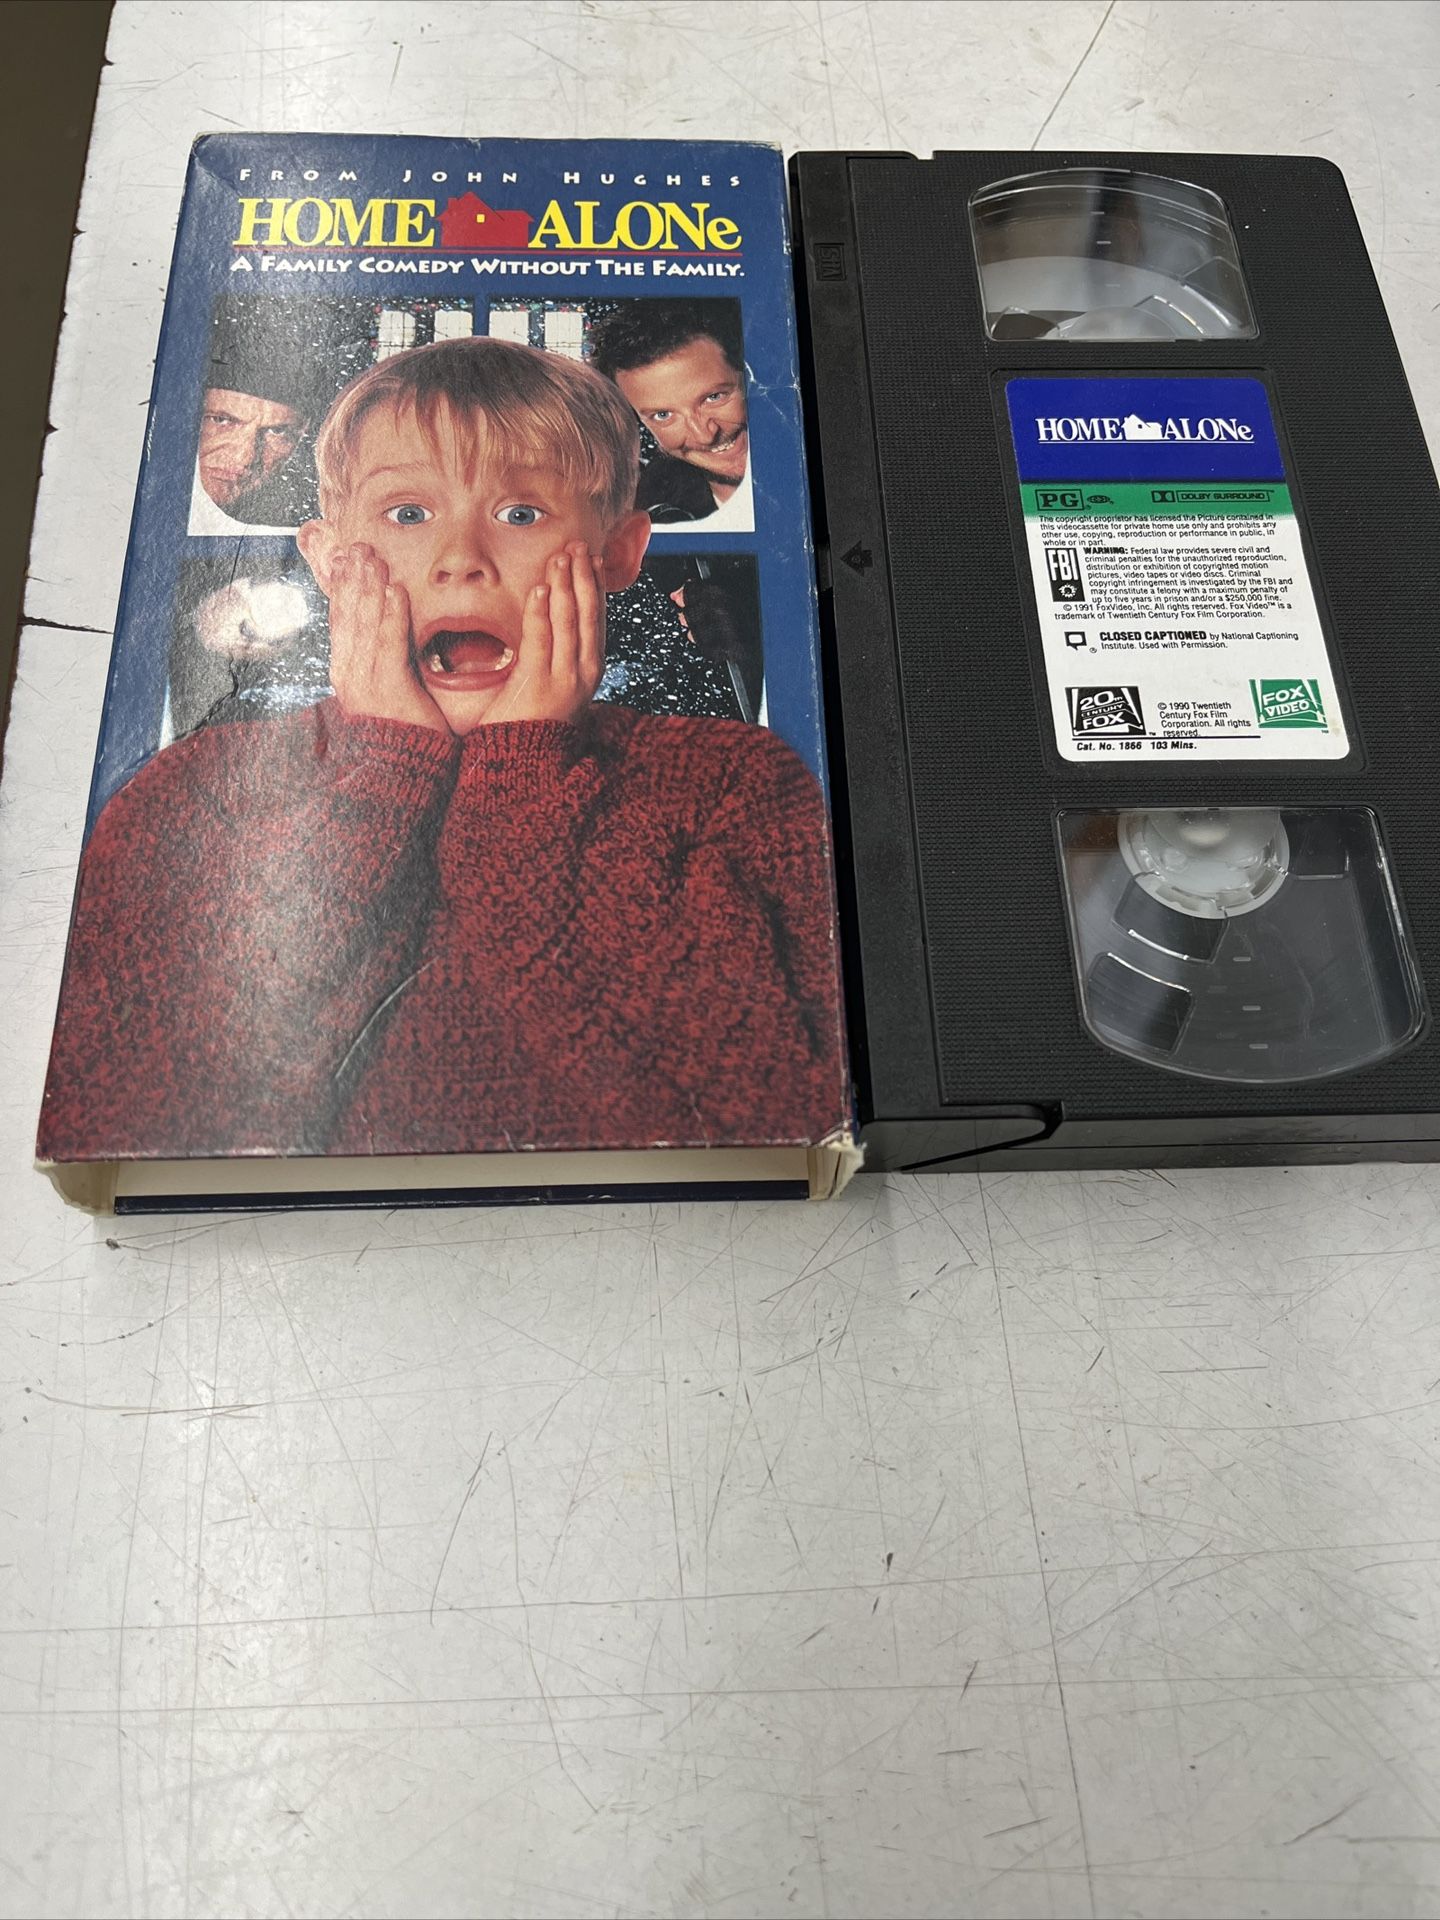 FROM JOHN HUGHES
HOME ALONe
A FAMILY COMEDY WITHOUT THE FAMILY.
VHS
HOME ALONe
PG DOLBY SURROUND™
The copyright proprietor has licensed the Picture contained in
this videocassette for private home use only and prohibits any
other use, copying, reproduction or performance in public, in
whole or in part.
FBI
WARNING: Federal law provides severe civil and
criminal penalties for the unauthorized reproduction,
distribution or exhibition of copyrighted motion
pictures, video tapes or video discs. Criminal
copyright infringement is investigated by the FBI and
may constitute a felony with a maximum penalty of
up to five years in prison and/or a $250,000 fine.
© 1991 FoxVideo, Inc. All rights reserved. Fox Video™ is a
trademark of Twentieth Century Fox Film Corporation.
® CLOSED CAPTIONED by National Captioning
Institute. Used with Permission.
20th
CENTURY
FOX ™
© 1990 Twentieth
Century Fox Film
Corporation. All rights
reserved.
FOX
VIDEO ™
Cat. No. 1866 103 Mins.